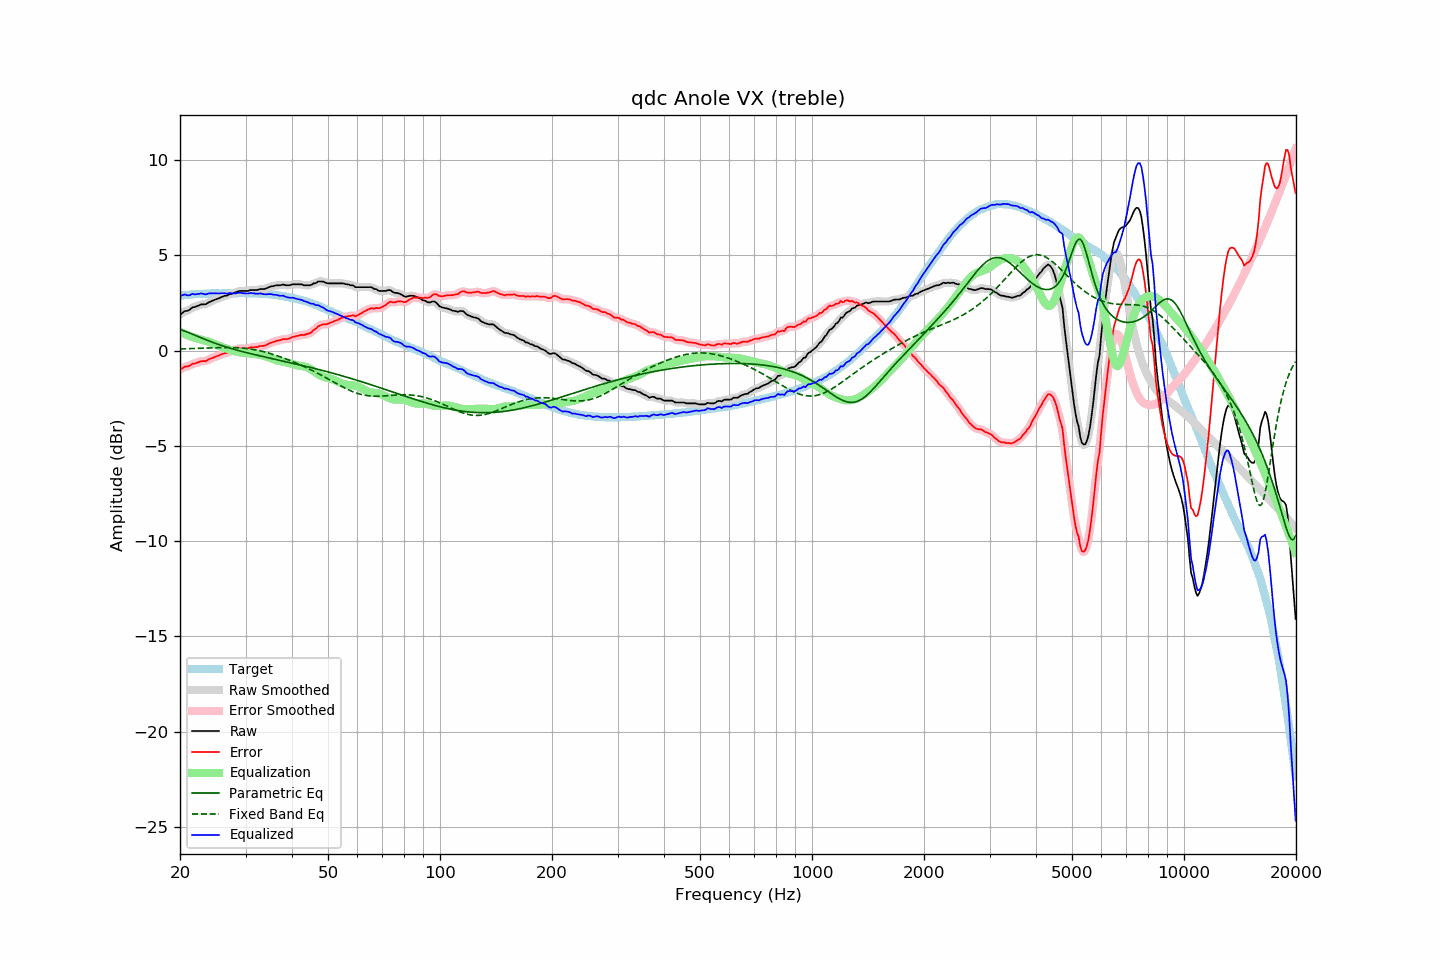 qdc Anole VX (treble)
Amplitude (dBr)
10
5
0
−5
−10
−15
−20
−25
Target
Raw Smoothed
Error Smoothed
Raw
Error
Equalization
Parametric Eq
Fixed Band Eq
Equalized
20 50 100 200 500 1000 2000 5000 10000 20000
Frequency (Hz)